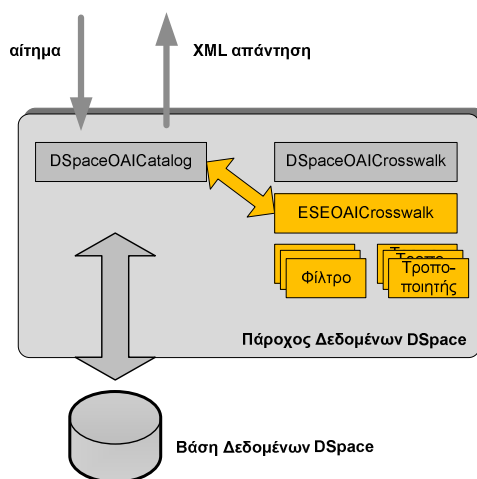 αίτημα
XML απάντηση
DSpaceOAICatalog
DSpaceOAICrosswalk
ESEOAICrosswalk
Φίλτρο
Τροπο-
ποιητής
Πάροχος Δεδομένων DSpace
Βάση Δεδομένων DSpace